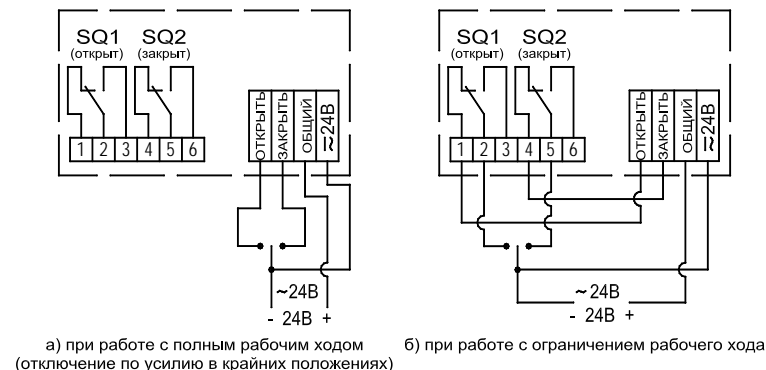 SQ1 SQ2
(открыт) (закрыт)
1 2 3 4 5 6
ОТКРЫТЬ
ЗАКРЫТЬ
ОБЩИЙ
≂24В
~24В
- 24В +
а) при работе с полным рабочим ходом
(отключение по усилию в крайних положениях)
SQ1 SQ2
(открыт) (закрыт)
1 2 3 4 5 6
ОТКРЫТЬ
ЗАКРЫТЬ
ОБЩИЙ
≂24В
~24В
- 24В +
б) при работе с ограничением рабочего хода